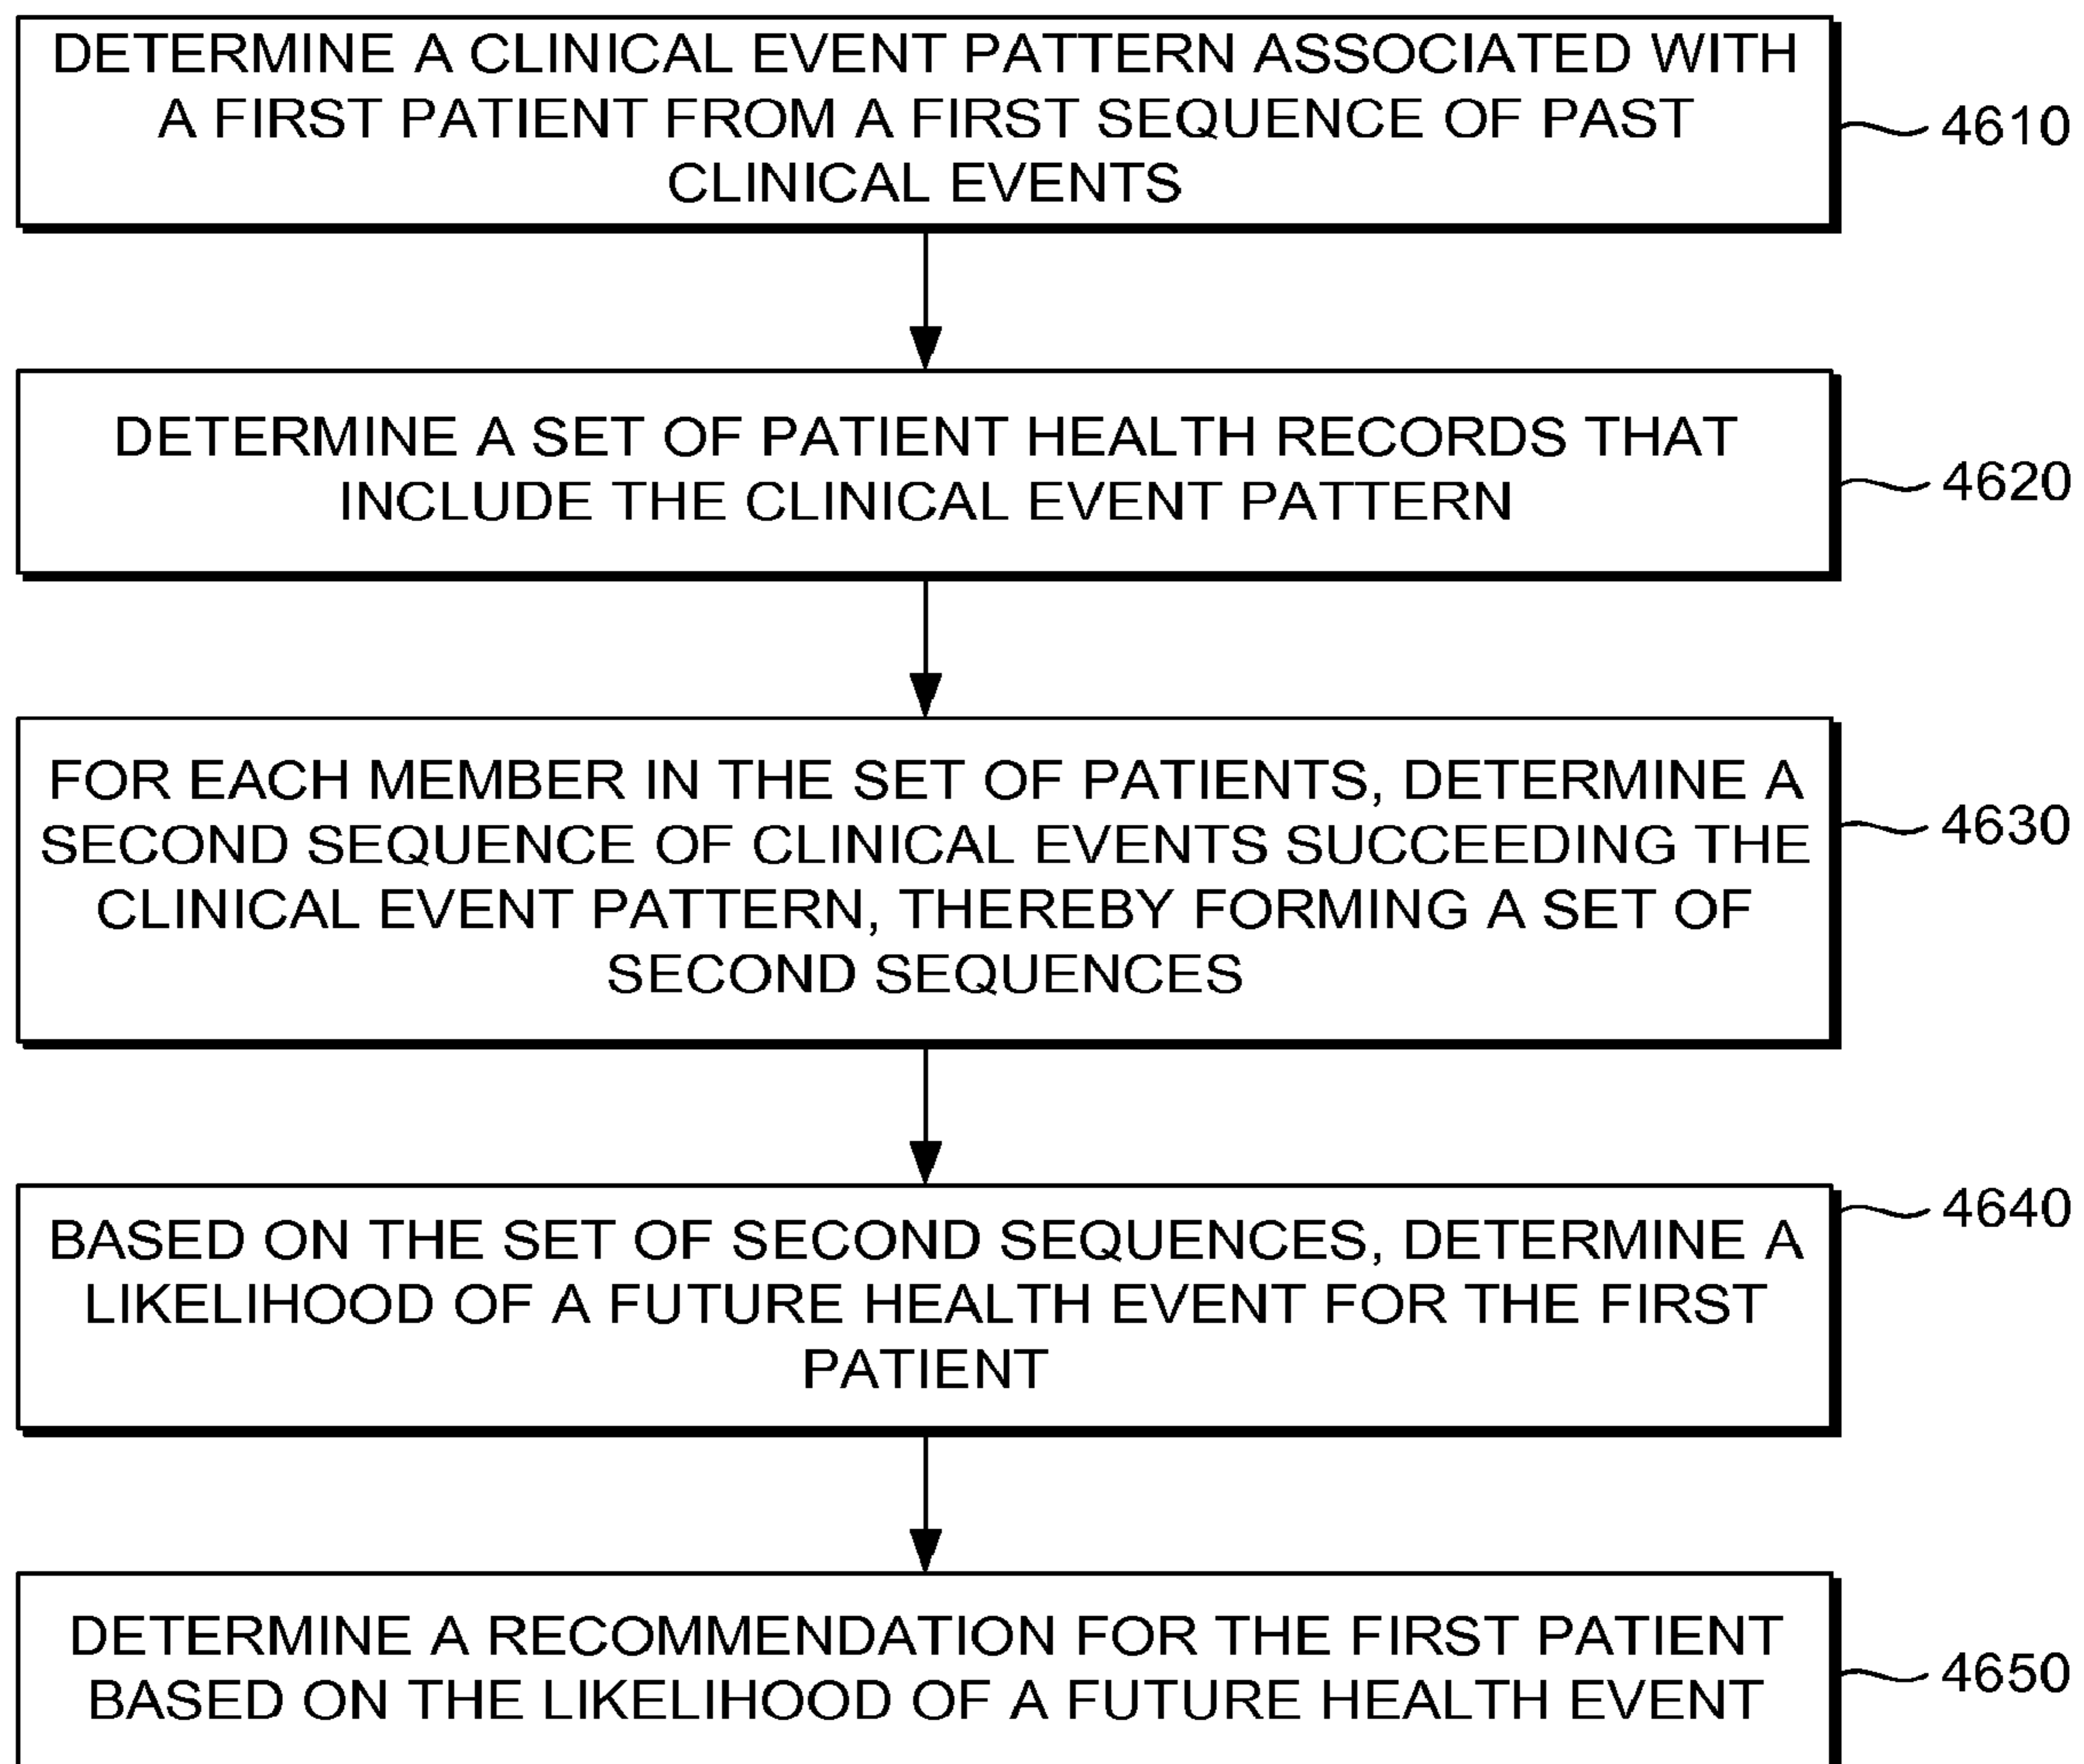 DETERMINE A CLINICAL EVENT PATTERN ASSOCIATED WITH
A FIRST PATIENT FROM A FIRST SEQUENCE OF PAST
CLINICAL EVENTS
4610
DETERMINE A SET OF PATIENT HEALTH RECORDS THAT
INCLUDE THE CLINICAL EVENT PATTERN
4620
FOR EACH MEMBER IN THE SET OF PATIENTS, DETERMINE A
SECOND SEQUENCE OF CLINICAL EVENTS SUCCEEDING THE
CLINICAL EVENT PATTERN, THEREBY FORMING A SET OF
SECOND SEQUENCES
4630
BASED ON THE SET OF SECOND SEQUENCES, DETERMINE A
LIKELIHOOD OF A FUTURE HEALTH EVENT FOR THE FIRST
PATIENT
4640
DETERMINE A RECOMMENDATION FOR THE FIRST PATIENT
BASED ON THE LIKELIHOOD OF A FUTURE HEALTH EVENT
4650